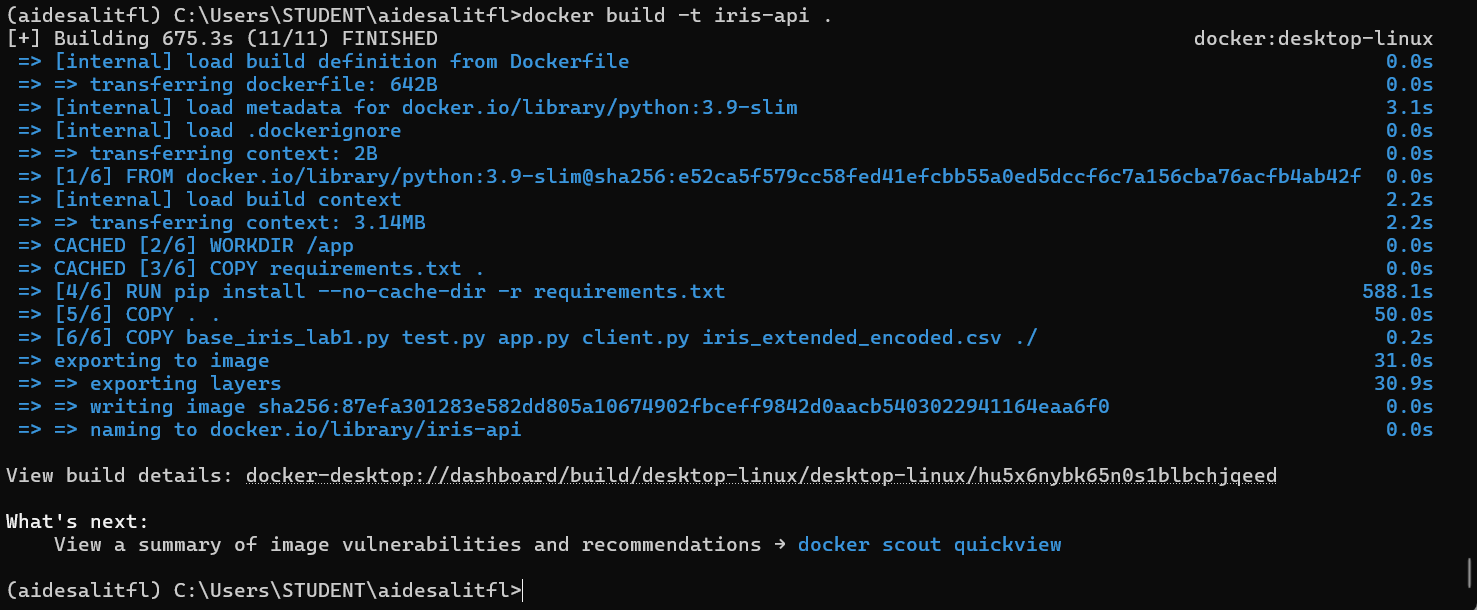 (aidesalitfl) C:\Users\STUDENT\aidesalitfl>docker build -t iris-api .
[+] Building 675.3s (11/11) FINISHED docker:desktop-linux
=> [internal] load build definition from Dockerfile 0.0s
=> => transferring dockerfile: 642B 0.0s
=> [internal] load metadata for docker.io/library/python:3.9-slim 3.1s
=> [internal] load .dockerignore 0.0s
=> => transferring context: 2B 0.0s
=> [1/6] FROM docker.io/library/python:3.9-slim@sha256:e52ca5f579cc58fed41efcbb55a0ed5dccf6c7a156cba76acfb4ab42f 0.0s
=> [internal] load build context 2.2s
=> => transferring context: 3.14MB 2.2s
=> CACHED [2/6] WORKDIR /app 0.0s
=> CACHED [3/6] COPY requirements.txt . 0.0s
=> [4/6] RUN pip install --no-cache-dir -r requirements.txt 588.1s
=> [5/6] COPY . . 50.0s
=> [6/6] COPY base_iris_lab1.py test.py app.py client.py iris_extended_encoded.csv ./ 0.2s
=> exporting to image 31.0s
=> => exporting layers 30.9s
=> => writing image sha256:87efa301283e582dd805a10674902fbceff9842d0aacb5403022941164eaa6f0 0.0s
=> => naming to docker.io/library/iris-api 0.0s
View build details: docker-desktop://dashboard/build/desktop-linux/desktop-linux/hu5x6nybk65n0s1blbchjqeed
What's next:
View a summary of image vulnerabilities and recommendations → docker scout quickview
(aidesalitfl) C:\Users\STUDENT\aidesalitfl>